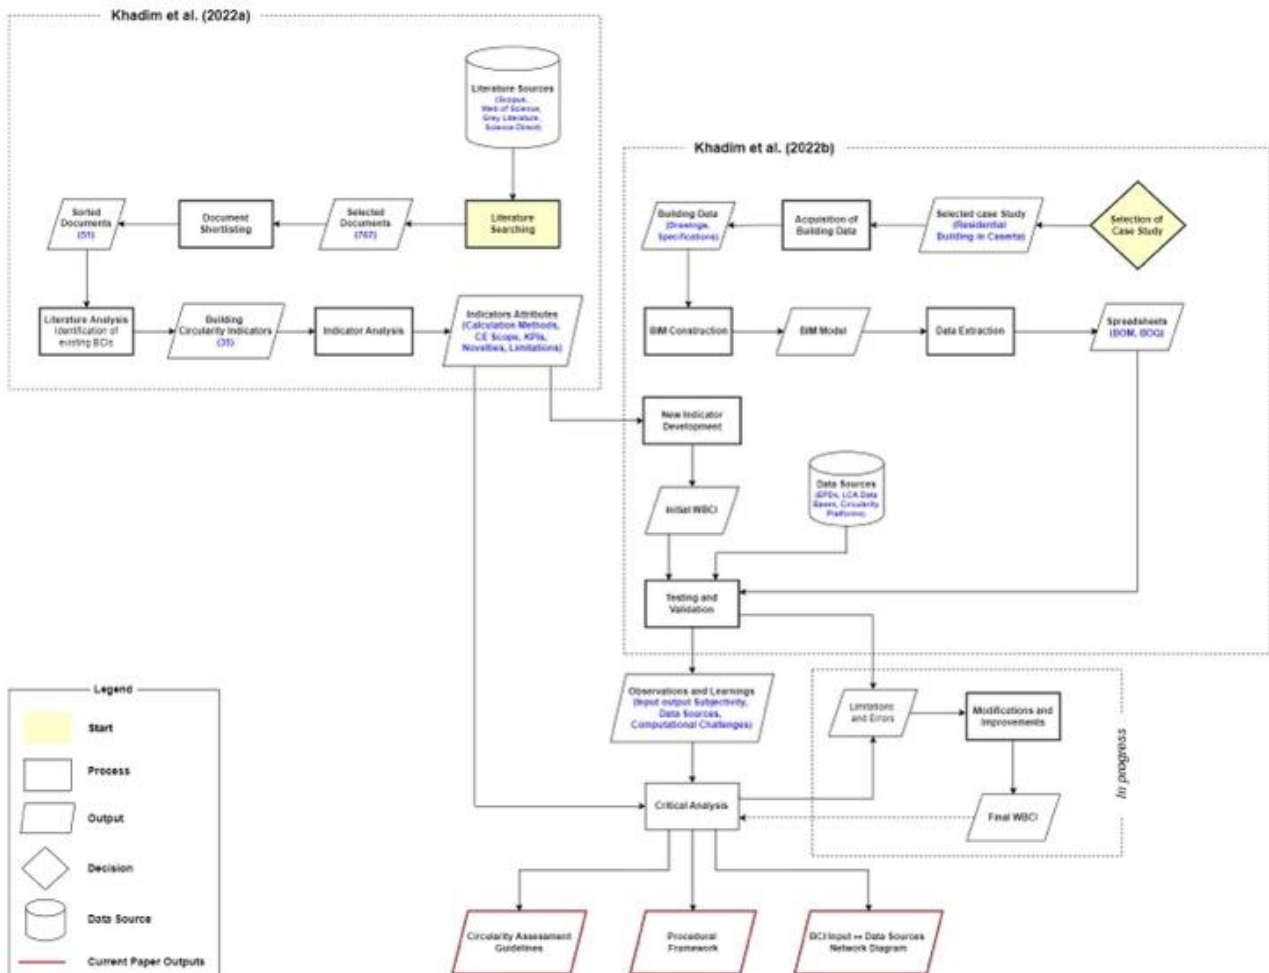 Khadim et al. (2022a)
Literature Sources
(Scopus,
Web of Science,
Grey Literature,
Science Direct)
Sorted
Documents
(51)
Document
Shortlisting
Selected
Documents
(767)
Literature
Searching
Literature Analysis
Identification of
existing BCIs
Building
Circularity Indicators
(35)
Indicator Analysis
Indicators Attributes
(Calculation Methods,
CE Scope, KPIs,
Novelties, Limitations)
Khadim et al. (2022b)
Building Data
(Drawings,
Specifications)
Acquisition of
Building Data
Selected case Study
(Residential
Building in Caserta)
Selection of
Case Study
BIM Construction
BIM Model
Data Extraction
Spreadsheets
(BOM, BOQ)
New Indicator
Development
Initial WBCI
Data Sources
(EPDs, LCA Data
Bases, Circularity
Platforms)
Testing and
Validation
Observations and Learnings
(Input output Subjectivity,
Data Sources,
Computational Challenges)
Limitations
and Errors
Modifications and
Improvements
In progress
Critical Analysis
Final WBCI
Circularity Assessment
Guidelines
Procedural
Framework
BCI Input ↔ Data Sources
Network Diagram
Legend
Start
Process
Output
Decision
Data Source
Current Paper Outputs